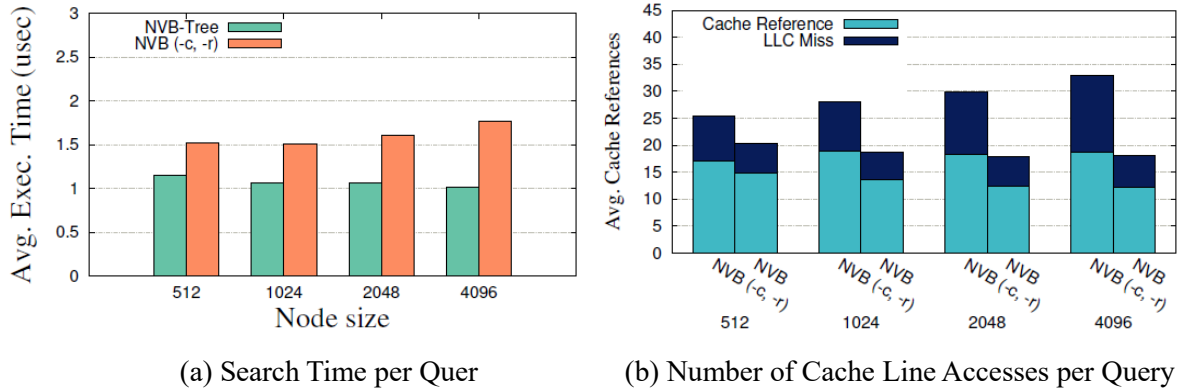 Avg. Exec. Time (usec)
3
2.5
2
1.5
1
0.5
0
NVB-Tree
NVB (-c, -r)
512 1024 2048 4096
Node size
(a) Search Time per Quer
Avg. Cache References
45
40
35
30
25
20
15
10
5
0
Cache Reference
LLC Miss
NVB (-c, -r) NVB NVB (-c, -r) NVB NVB (-c, -r) NVB NVB (-c, -r) NVB
512 1024 2048 4096
(b) Number of Cache Line Accesses per Query